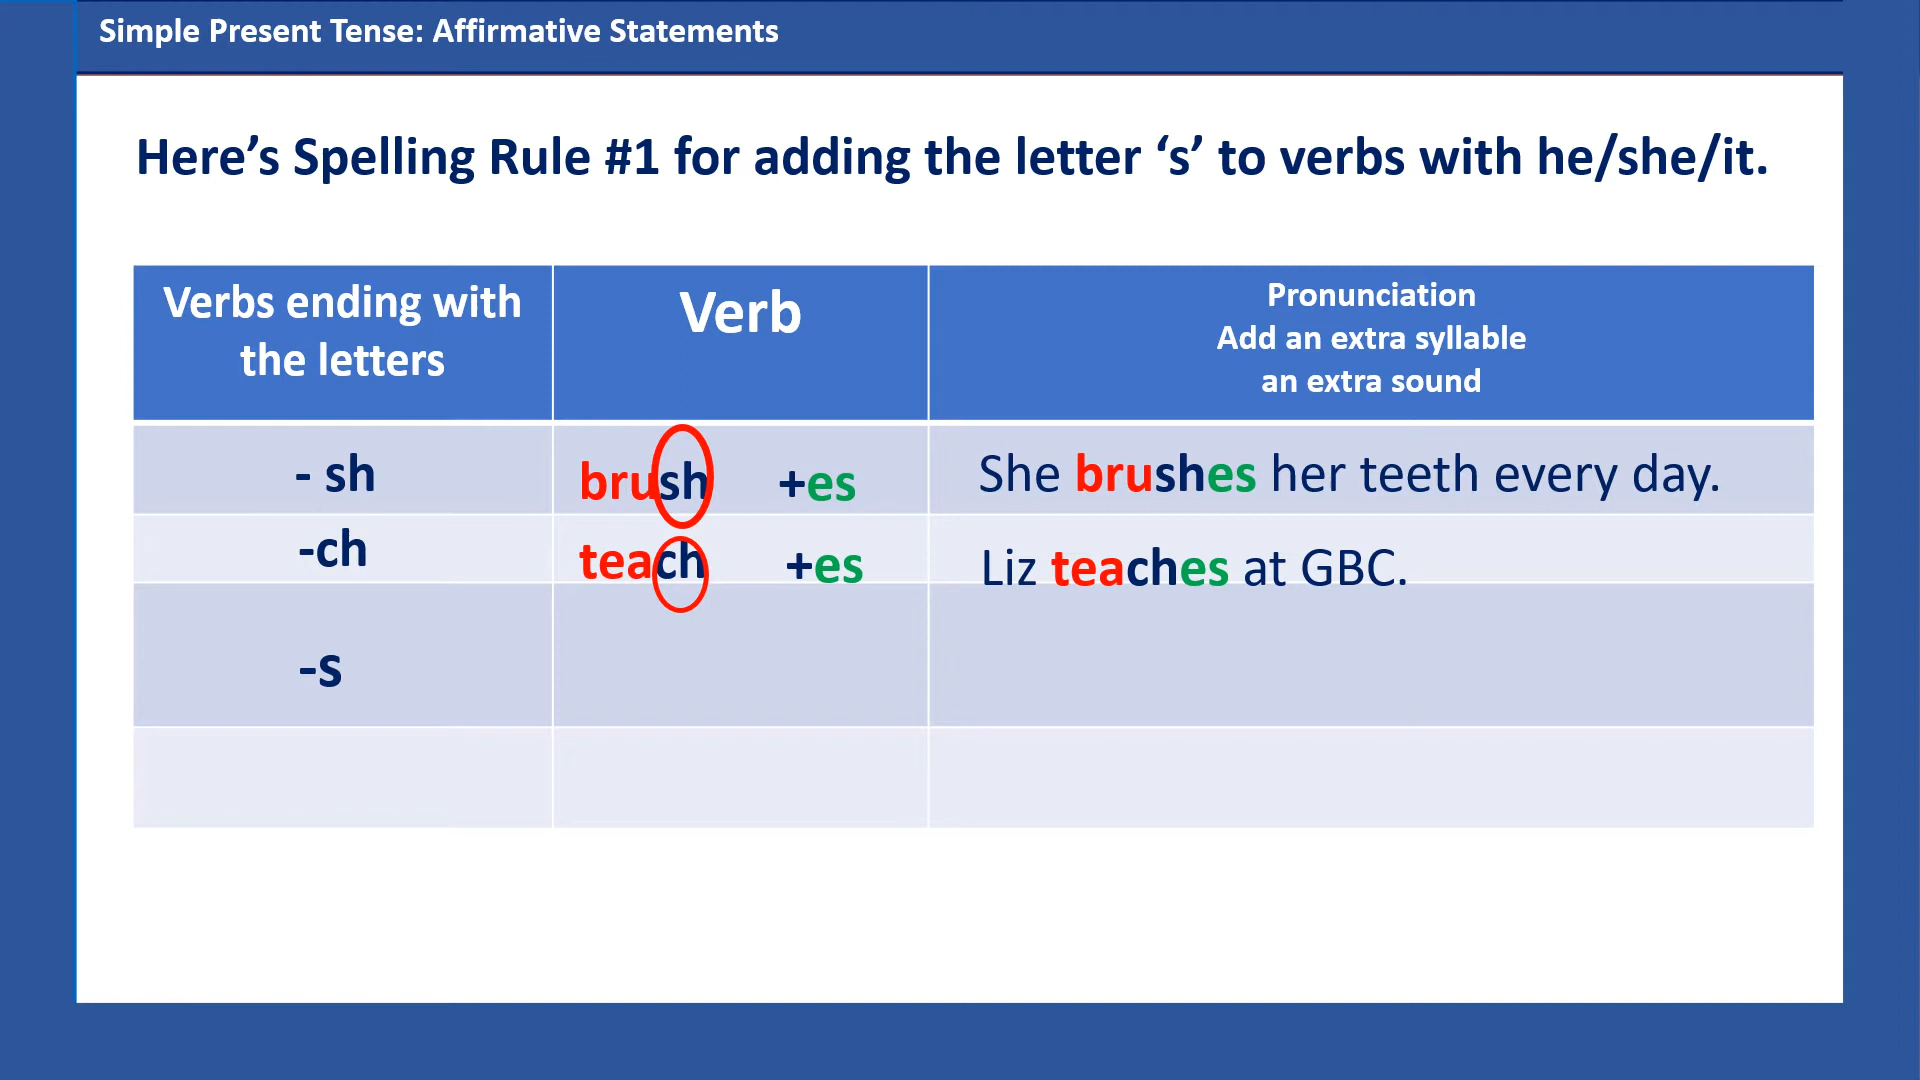 Simple Present Tense: Affirmative Statements
Here’s Spelling Rule #1 for adding the letter ‘s’ to verbs with he/she/it.
Verbs ending with
the letters
Verb
Pronunciation
Add an extra syllable
an extra sound
- sh
brush +es
She brushes her teeth every day.
-ch
teach +es
Liz teaches at GBC.
-s